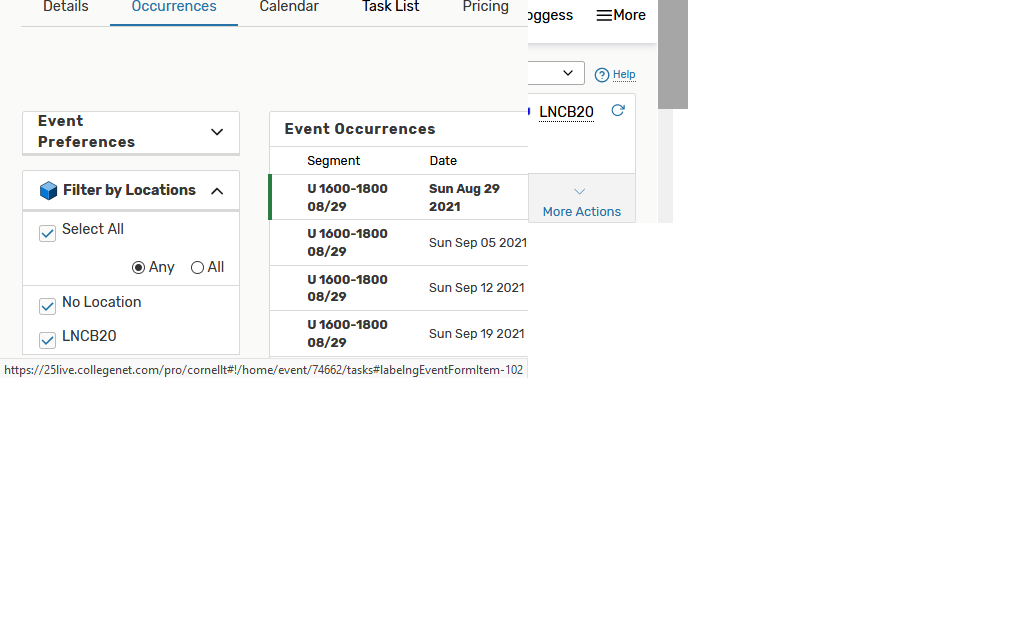 Details Occurrences Calendar Task List Pricing
oggess More
Help
LNCB20
More Actions
Event
Preferences
Filter by Locations
Select All
Any All
No Location
LNCB20
Event Occurrences
Segment Date
U 1600-1800
08/29
Sun Aug 29
2021
U 1600-1800
08/29
Sun Sep 05 2021
U 1600-1800
08/29
Sun Sep 12 2021
U 1600-1800
08/29
Sun Sep 19 2021
https://25live.collegenet.com/pro/cornellt#!/home/event/74662/tasks#labelngEventFormItem-102